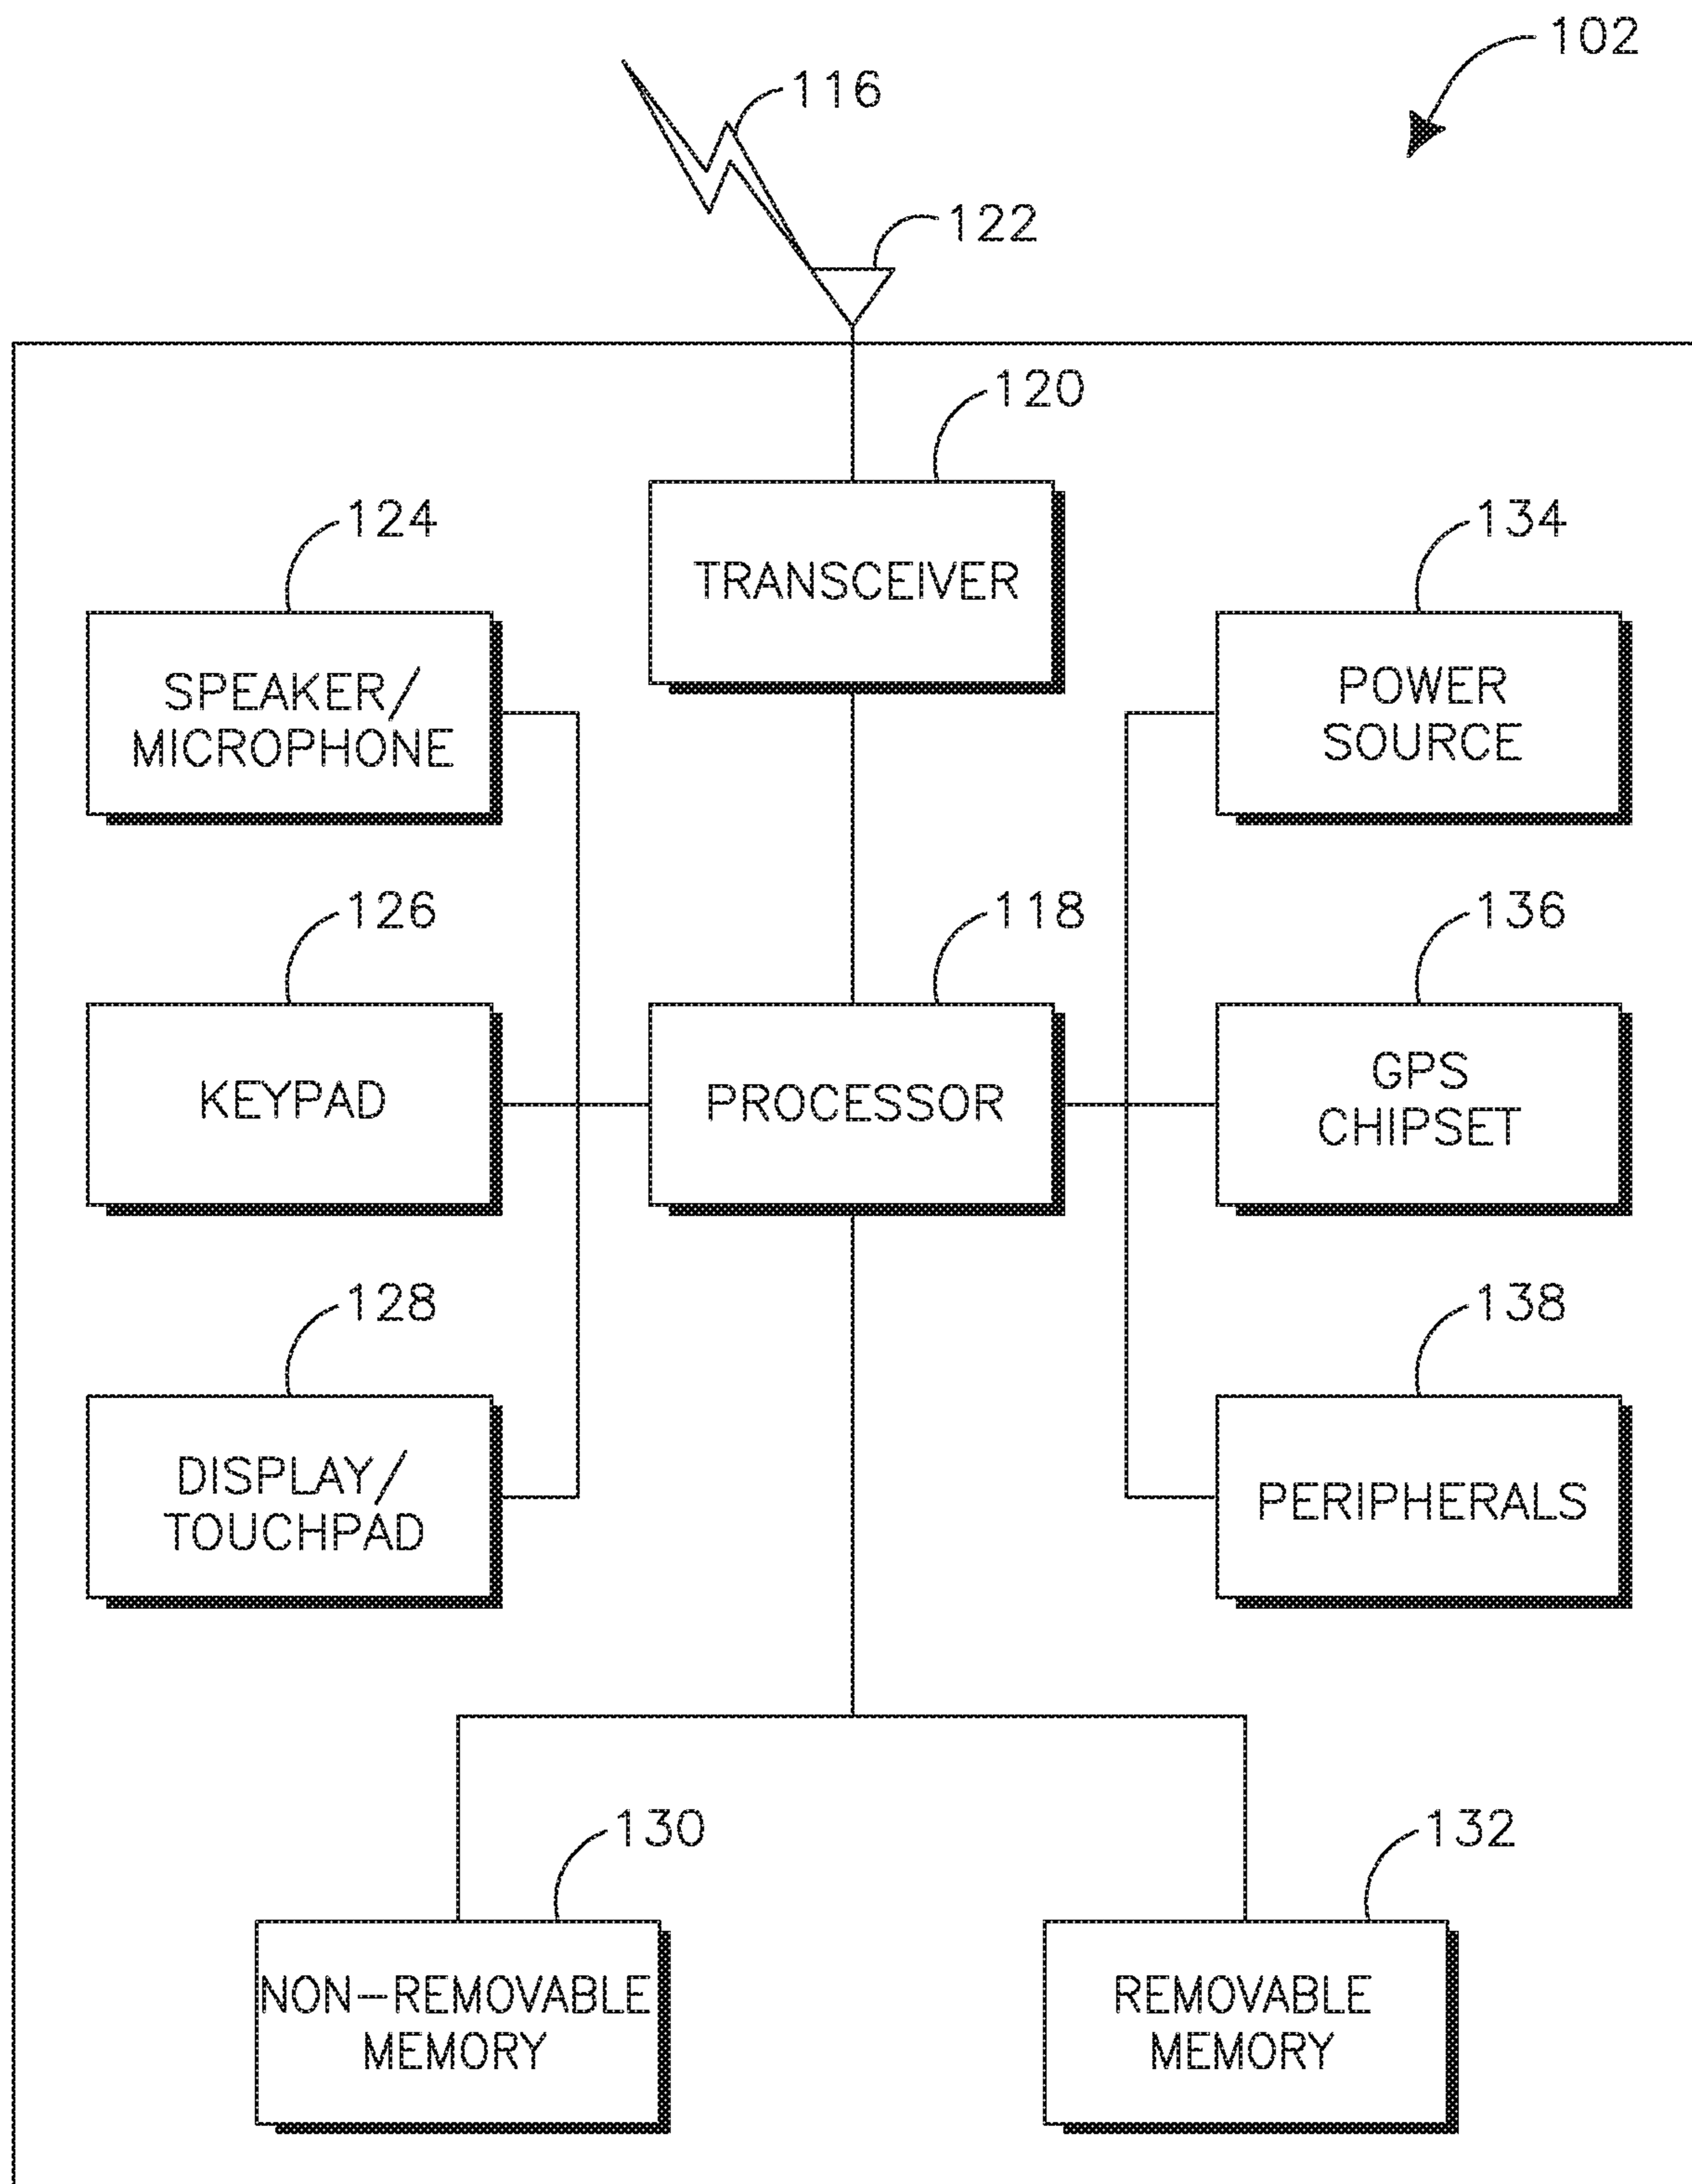 102
116
122
120
TRANSCEIVER
124
SPEAKER/
MICROPHONE
134
POWER
SOURCE
126
KEYPAD
118
PROCESSOR
136
GPS
CHIPSET
128
DISPLAY/
TOUCHPAD
138
PERIPHERALS
130
NON-REMOVABLE
MEMORY
132
REMOVABLE
MEMORY